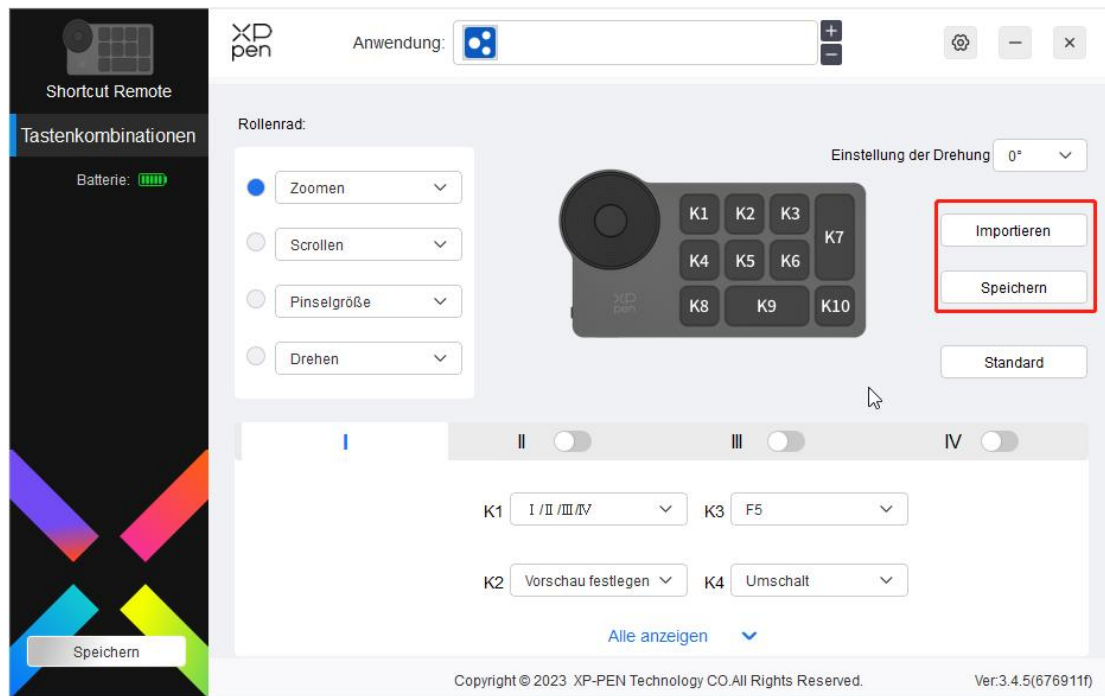 Shortcut Remote
Tastenkombinationen
Batterie:
Speichern
XP
pen
Anwendung:
+
−
Rollenrad:
Zoomen
Scrollen
Pinselgröße
Drehen
Einstellung der Drehung 0°
K1 K2 K3
K7
K4 K5 K6
K8 K9 K10
XP
pen
Importieren
Speichern
Standard
I II III IV
K1 I/II/III/IV K3 F5
K2 Vorschau festlegen K4 Umschalt
Alle anzeigen
Copyright © 2023 XP-PEN Technology CO.All Rights Reserved. Ver:3.4.5(676911f)